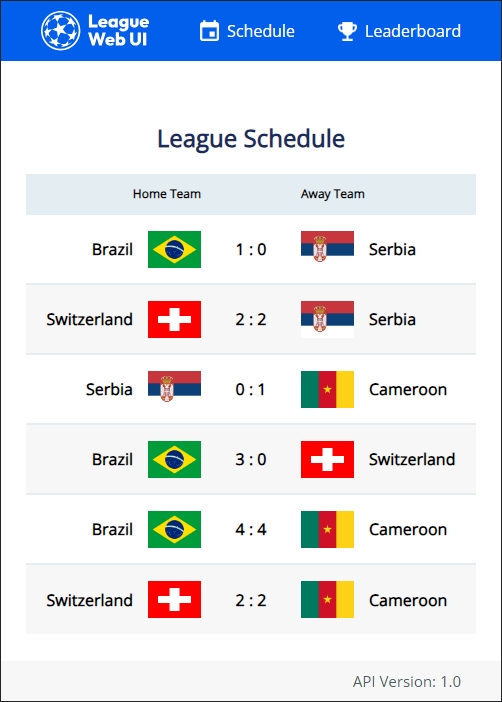 League
Web UI
Schedule
Leaderboard
League Schedule
Home Team Away Team
Brazil 1 : 0 Serbia
Switzerland 2 : 2 Serbia
Serbia 0 : 1 Cameroon
Brazil 3 : 0 Switzerland
Brazil 4 : 4 Cameroon
Switzerland 2 : 2 Cameroon
API Version: 1.0